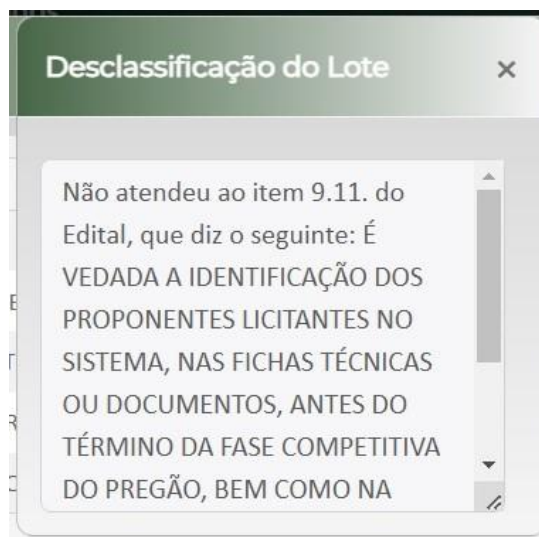 Desclassificação do Lote ×
Não atendeu ao item 9.11. do
Edital, que diz o seguinte: É
VEDADA A IDENTIFICAÇÃO DOS
PROPONENTES LICITANTES NO
SISTEMA, NAS FICHAS TÉCNICAS
OU DOCUMENTOS, ANTES DO
TÉRMINO DA FASE COMPETITIVA
DO PREGÃO, BEM COMO NA